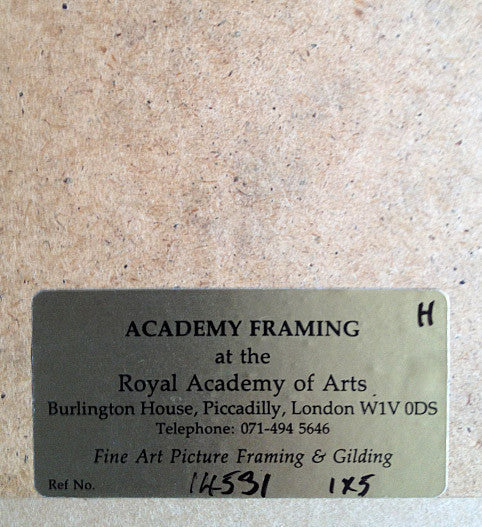 H
ACADEMY FRAMING
at the
Royal Academy of Arts
Burlington House, Piccadilly, London W1V 0DS
Telephone: 071-494 5646
Fine Art Picture Framing & Gilding
Ref No. 14591 1x5